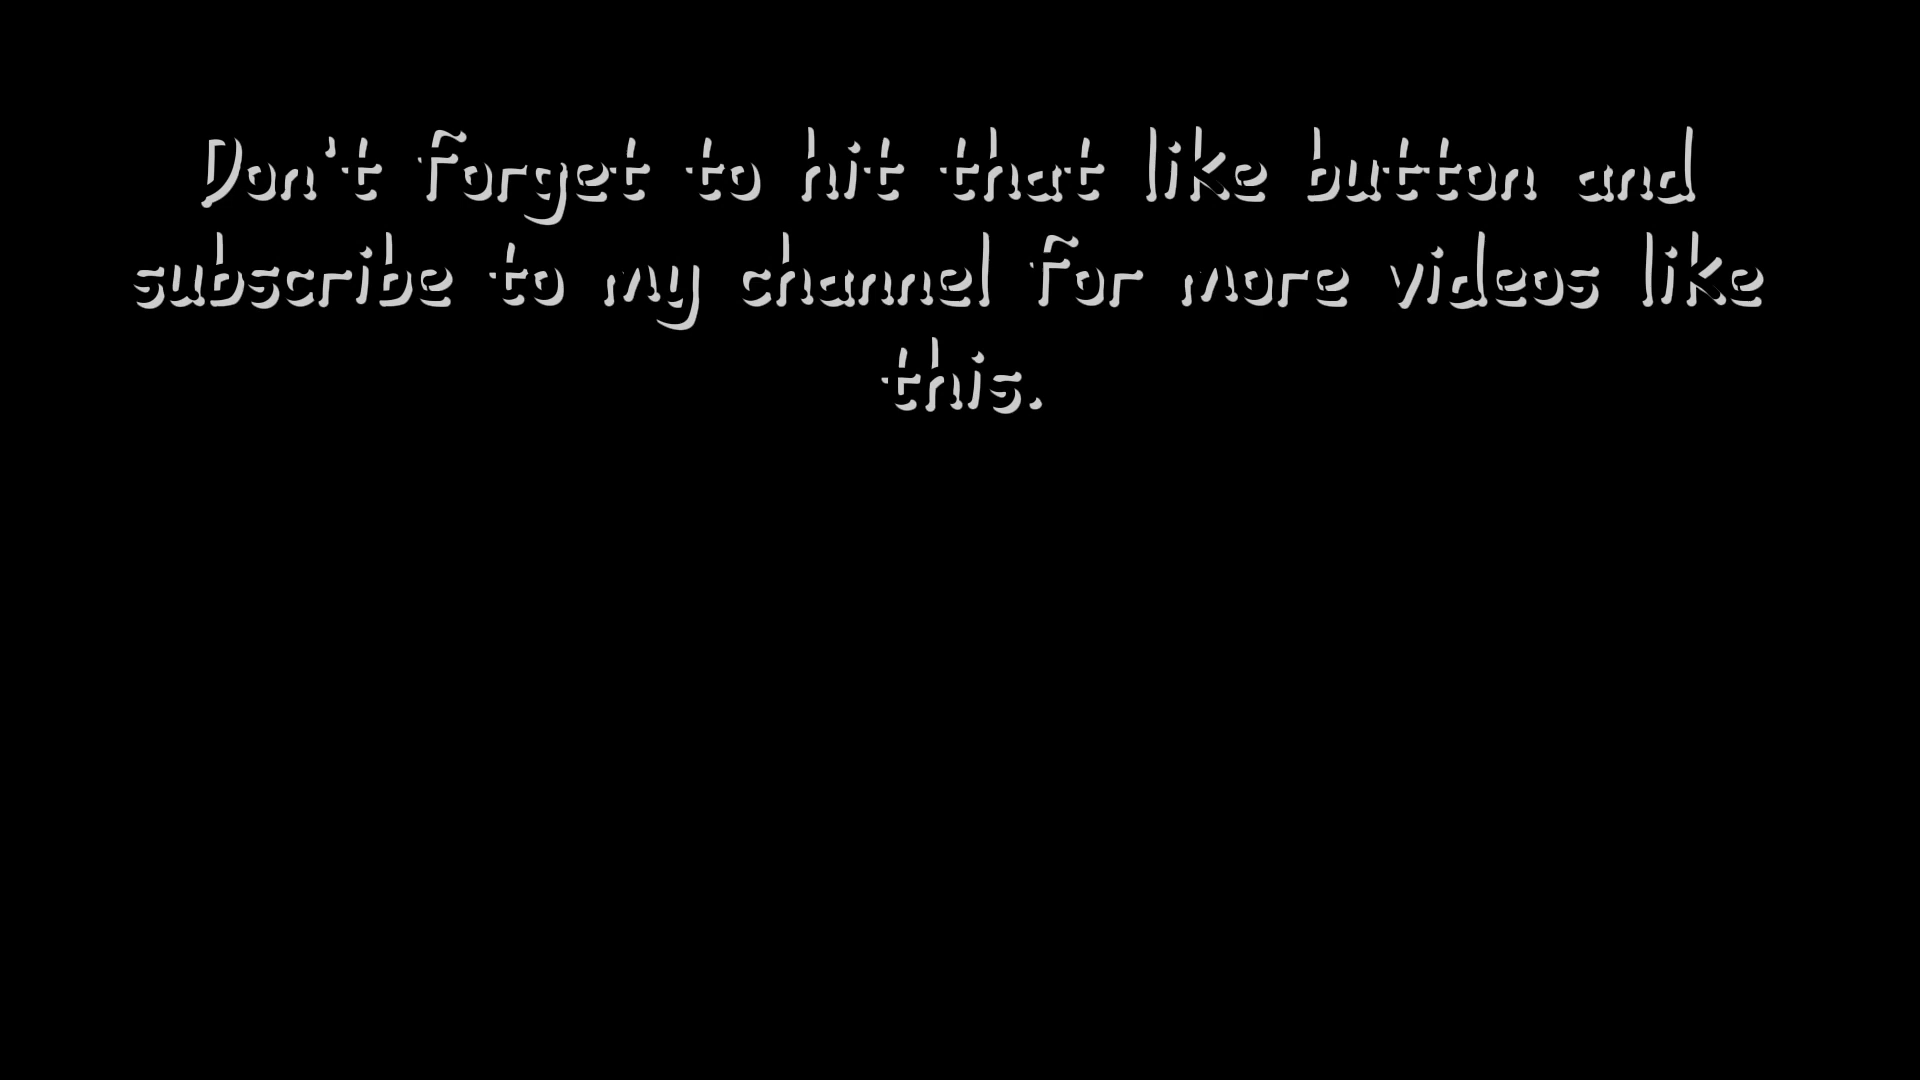 Don't forget to hit that like button and
subscribe to my channel for more videos like
this.